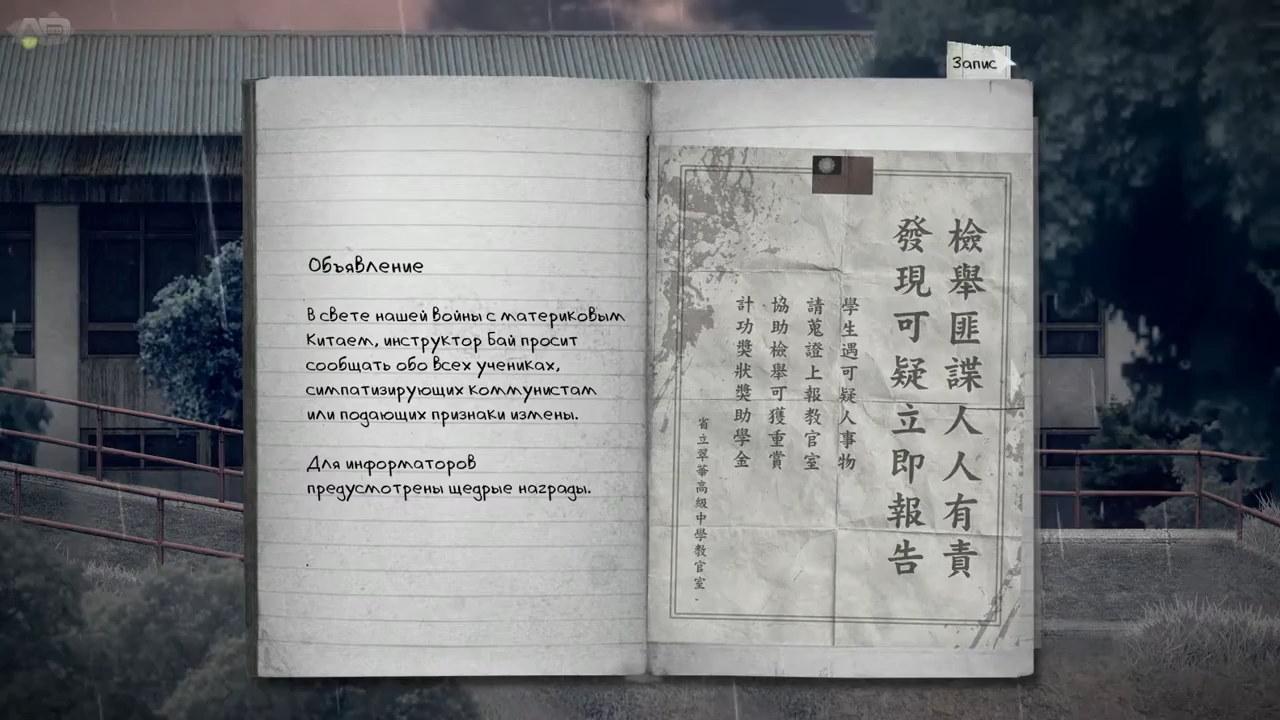 Запис
Объявление
В свете нашей войны с материковым
Китаем, инструктор Бай просит
сообщать обо всех учениках,
симпатизирующих коммунистам
или подающих признаки измены.
Для информаторов
предусмотрены щедрые награды.
檢舉匪諜人人有責
發現可疑立即報告
學生遇可疑人事物
請蒐證上報教官室
協助檢舉可獲重賞
計功獎狀獎助學金
省立翠華高級中學教官室